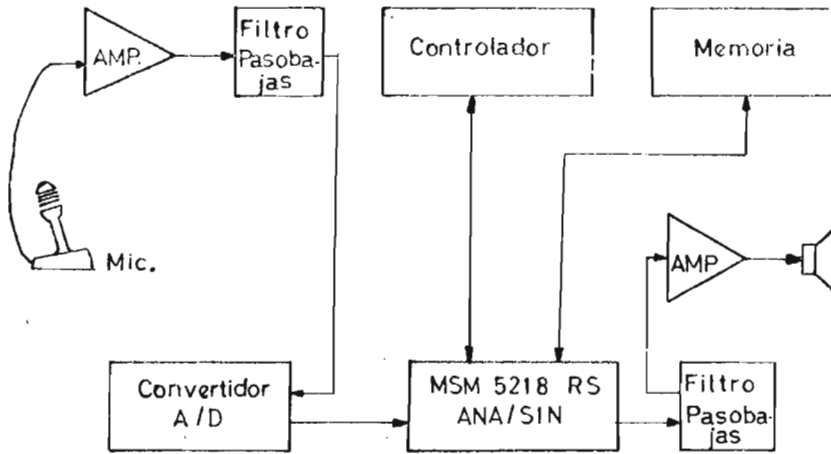 AMP.
Filtro
Pasoba-
jas
Controlador
Memoria
Mic.
AMP
Convertidor
A/D
MSM 5218 RS
ANA/SIN
Filtro
Pasoba-
jas